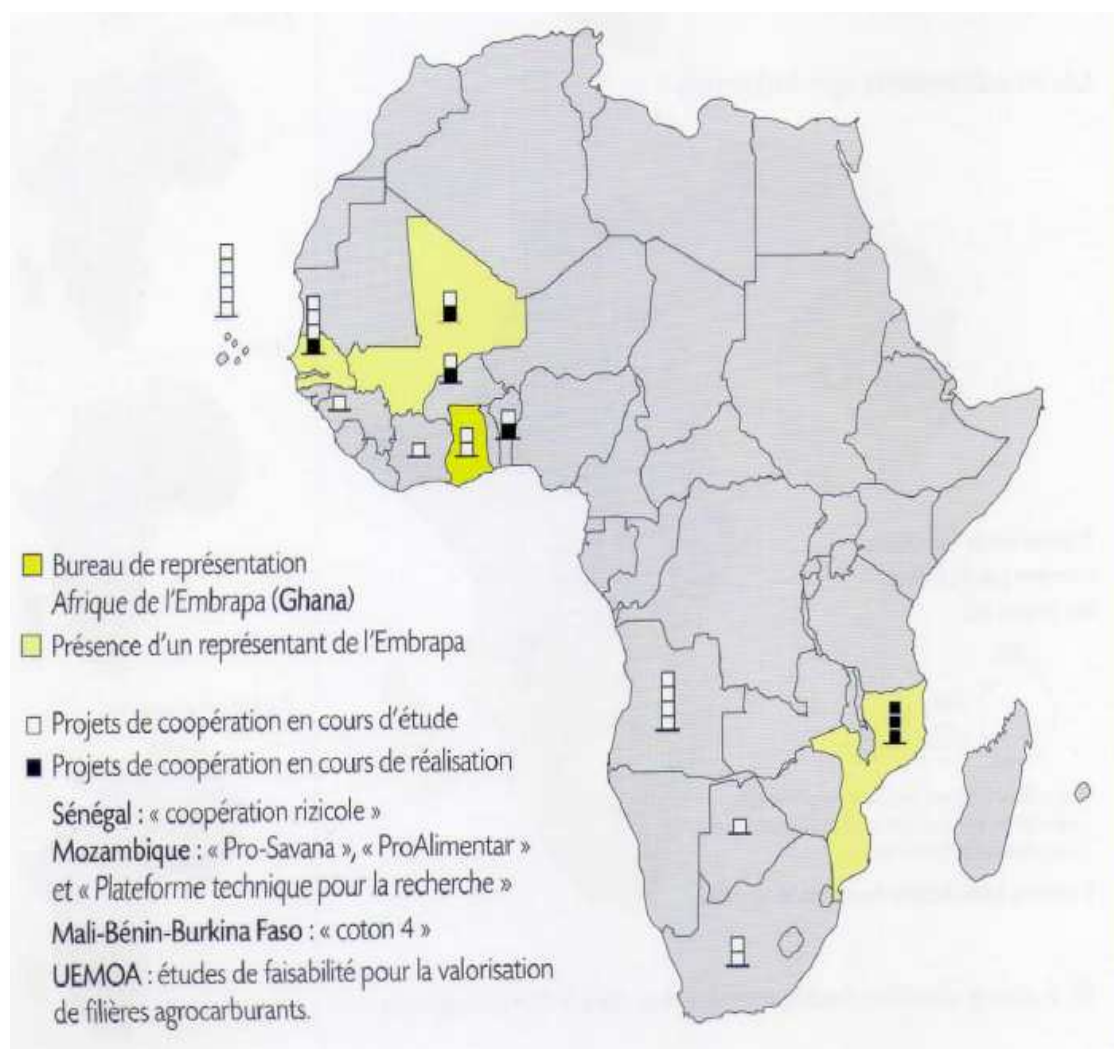 Bureau de représentation
Afrique de l'Embrapa (Ghana)
Présence d'un représentant de l'Embrapa
Projets de coopération en cours d'étude
Projets de coopération en cours de réalisation
Sénégal : « coopération rizicole »
Mozambique : « Pro-Savana », « ProAlimentar »
et « Plateforme technique pour la recherche »
Mali-Bénin-Burkina Faso : « coton 4 »
UEMOA : études de faisabilité pour la valorisation
de filières agrocarburants.